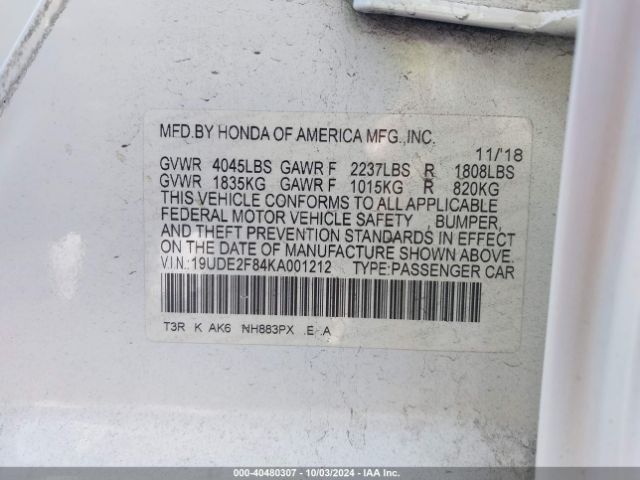 MFD.BY HONDA OF AMERICA MFG.,INC.
11/'18
GVWR 4045LBS GAWR F 2237LBS R 1808LBS
GVWR 1835KG GAWR F 1015KG R 820KG
THIS VEHICLE CONFORMS TO ALL APPLICABLE
FEDERAL MOTOR VEHICLE SAFETY , BUMPER,
AND THEFT PREVENTION STANDARDS IN EFFECT
ON THE DATE OF MANUFACTURE SHOWN ABOVE.
V.I.N.:19UDE2F84KA001212 TYPE:PASSENGER CAR
T3R K AK6 NH883PX .E .A
000-40480307 - 10/03/2024 - IAA Inc.